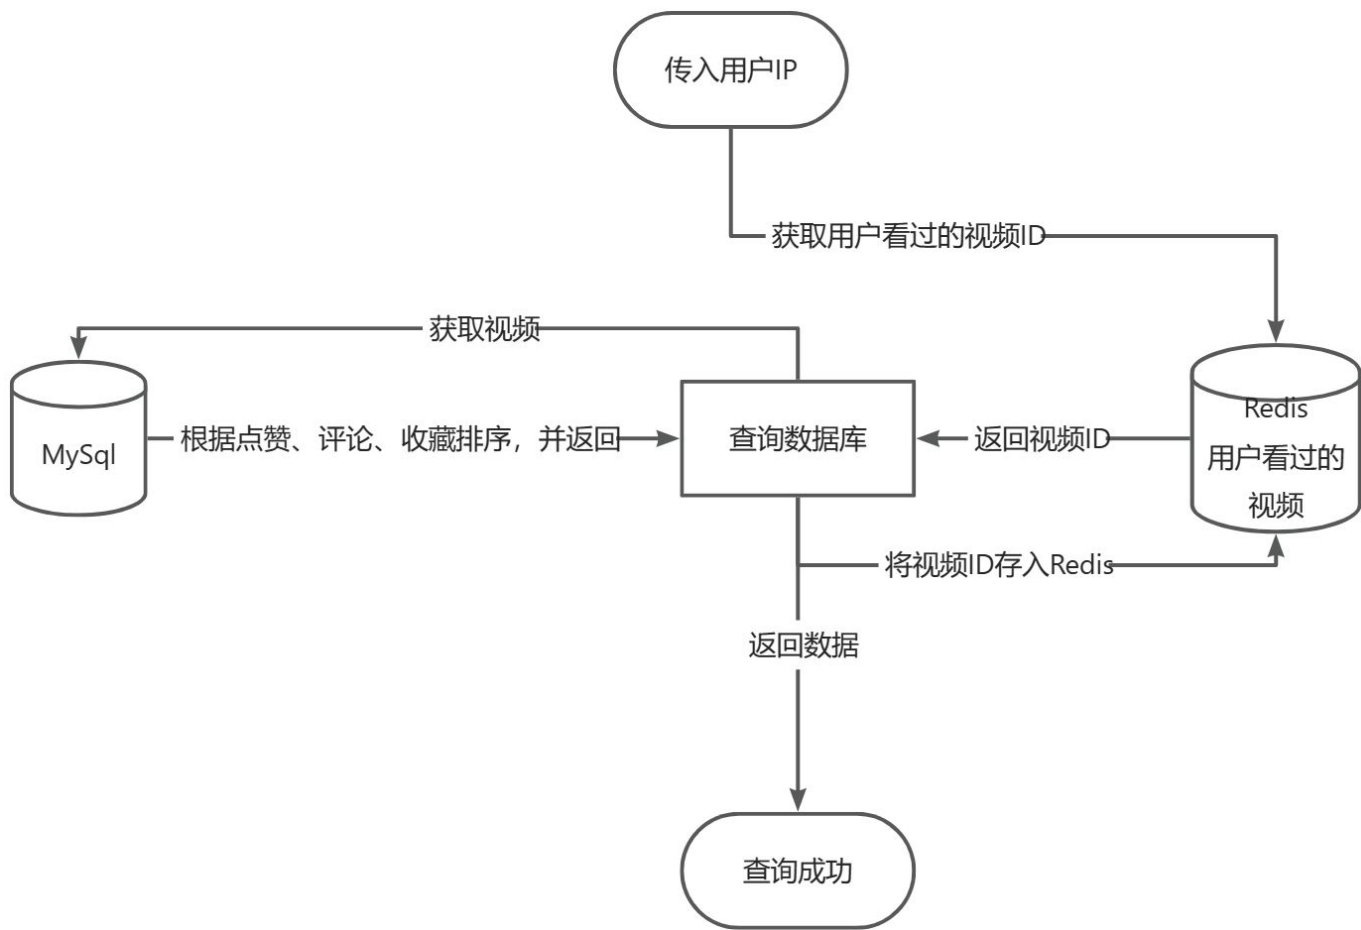 传入用户IP
获取用户看过的视频ID
获取视频
MySql
根据点赞、评论、收藏排序，并返回
查询数据库
返回视频ID
Redis
用户看过的
视频
将视频ID存入Redis
返回数据
查询成功